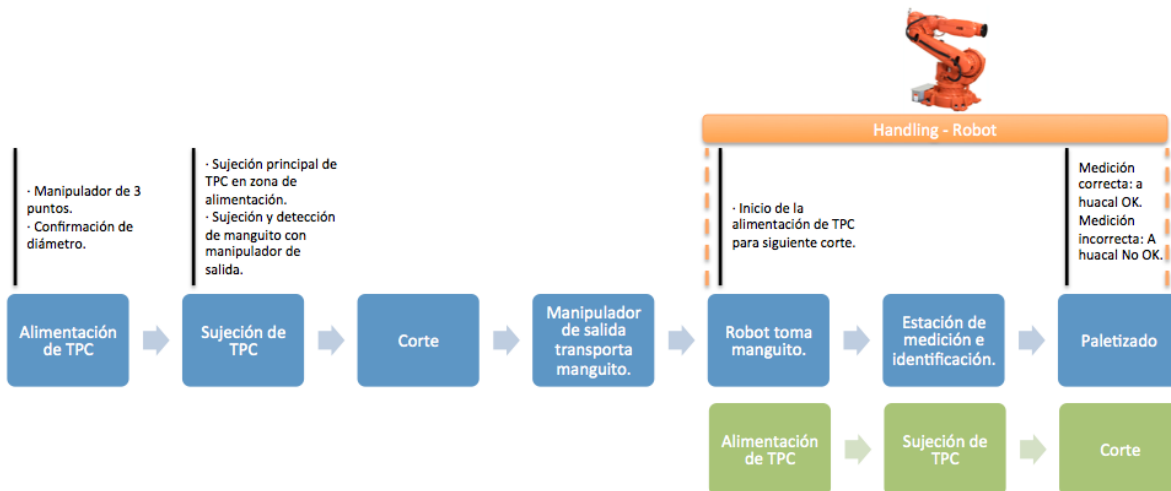 Handling - Robot
· Manipulador de 3
puntos.
· Confirmación de
diámetro.
· Sujeción principal de
TPC en zona de
alimentación.
· Sujeción y detección
de manguito con
manipulador de
salida.
· Inicio de la
alimentación de TPC
para siguiente corte.
Medición
correcta: a
huacal OK.
Medición
incorrecta: A
huacal No OK.
Alimentación
de TPC
Sujeción de
TPC
Corte
Manipulador
de salida
transporta
manguito.
Robot toma
manguito.
Estación de
medición e
identificación.
Paletizado
Alimentación
de TPC
Sujeción de
TPC
Corte